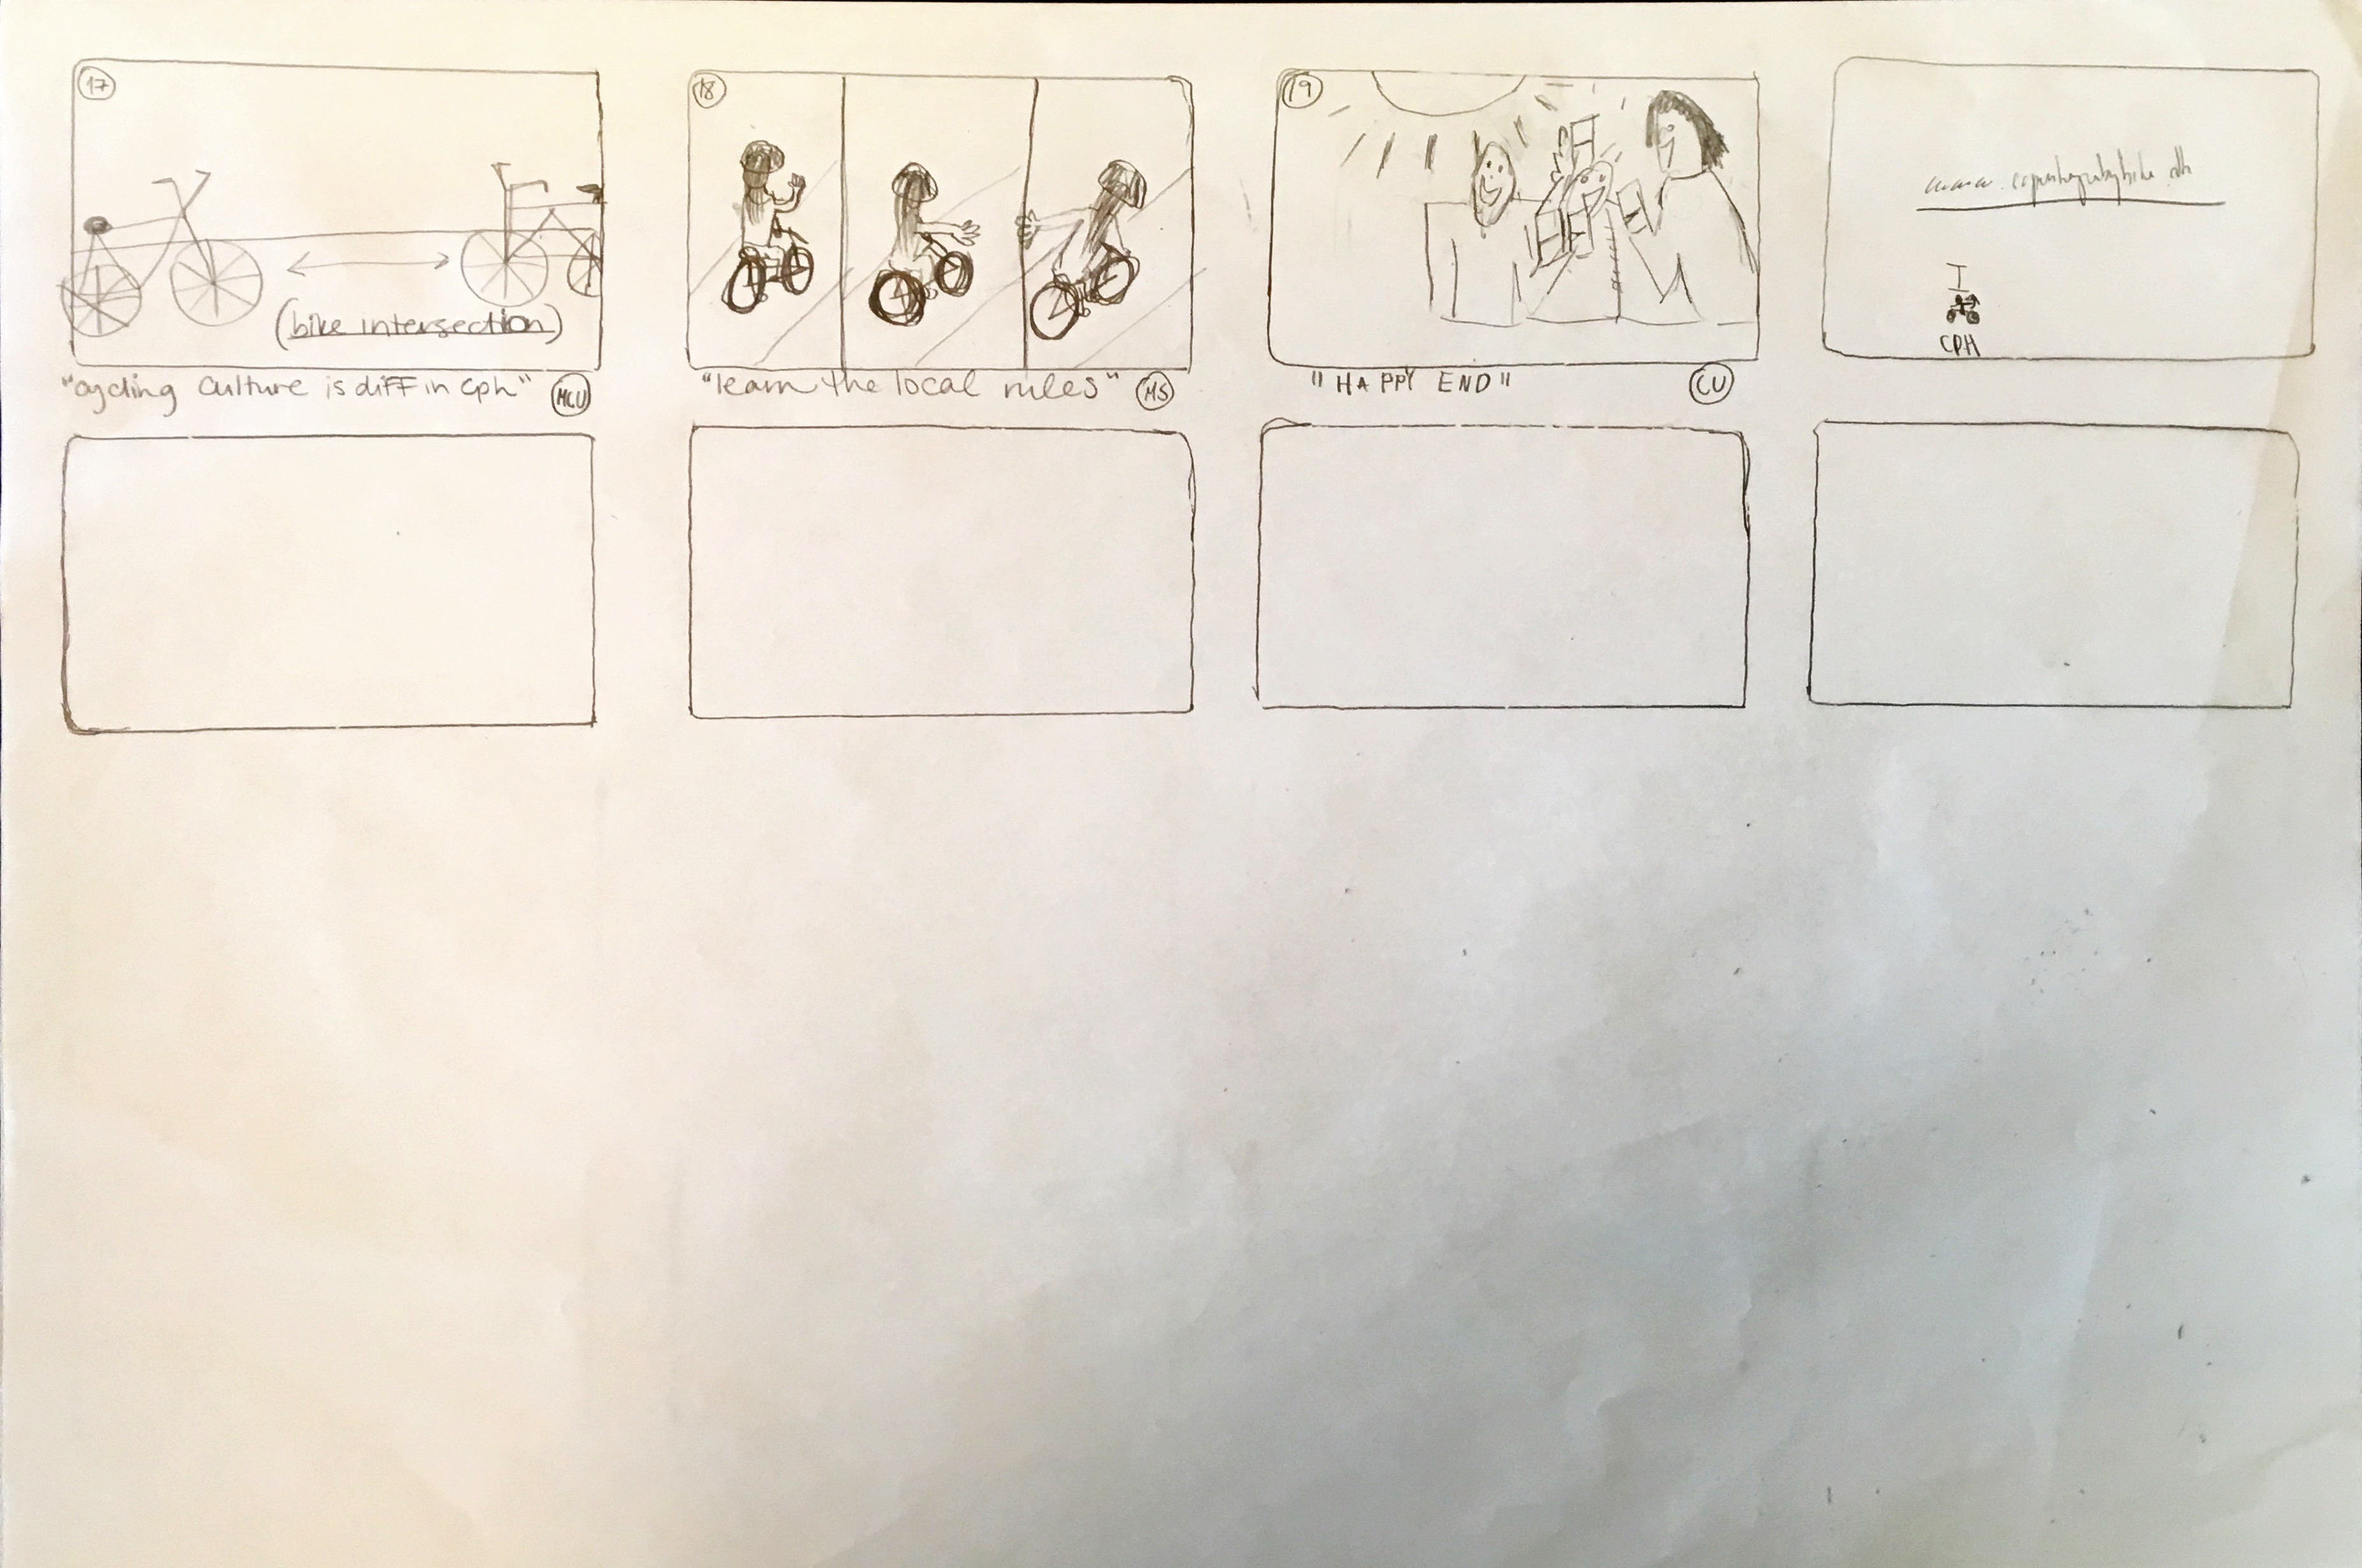 17
(bike intersection)
"cycling culture is diff in cph" MCU
18
"learn the local rules" MS
19
"HAPPY END" CU
www.copenhagenbybike.dk
I
CPH